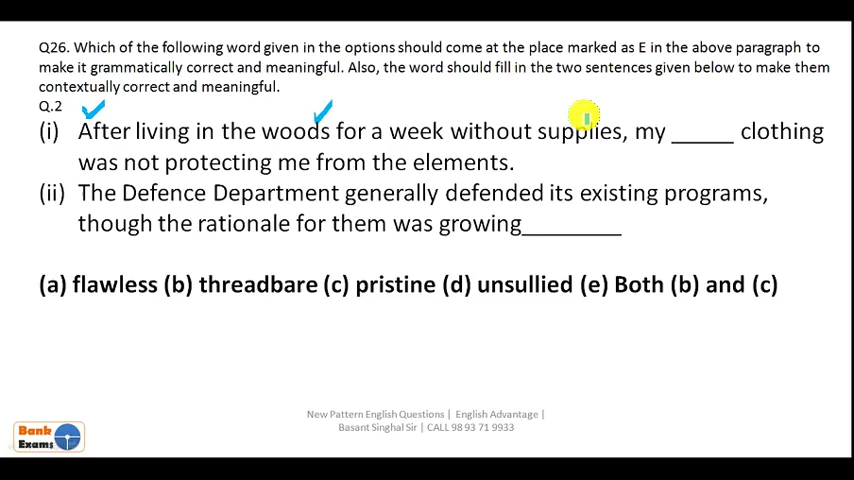 Q26. Which of the following word given in the options should come at the place marked as E in the above paragraph to
make it grammatically correct and meaningful. Also, the word should fill in the two sentences given below to make them
contextually correct and meaningful.
Q.2
(i) After living in the woods for a week without supplies, my _____ clothing
was not protecting me from the elements.
(ii) The Defence Department generally defended its existing programs,
though the rationale for them was growing________
(a) flawless (b) threadbare (c) pristine (d) unsullied (e) Both (b) and (c)
New Pattern English Questions | English Advantage |
Basant Singhal Sir | CALL 98 93 71 9933
Bank
Exams